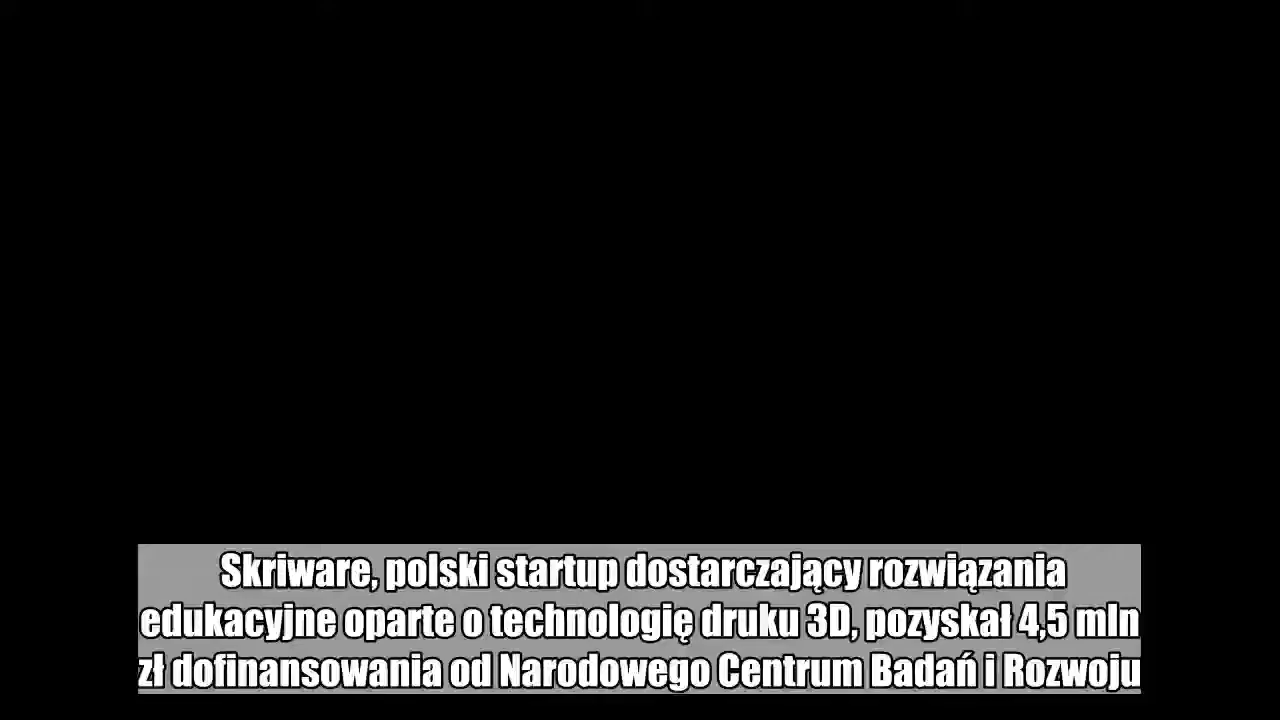 Skriware, polski startup dostarczający rozwiązania
edukacyjne oparte o technologię druku 3D, pozyskał 4,5 mln
zł dofinansowania od Narodowego Centrum Badań i Rozwoju